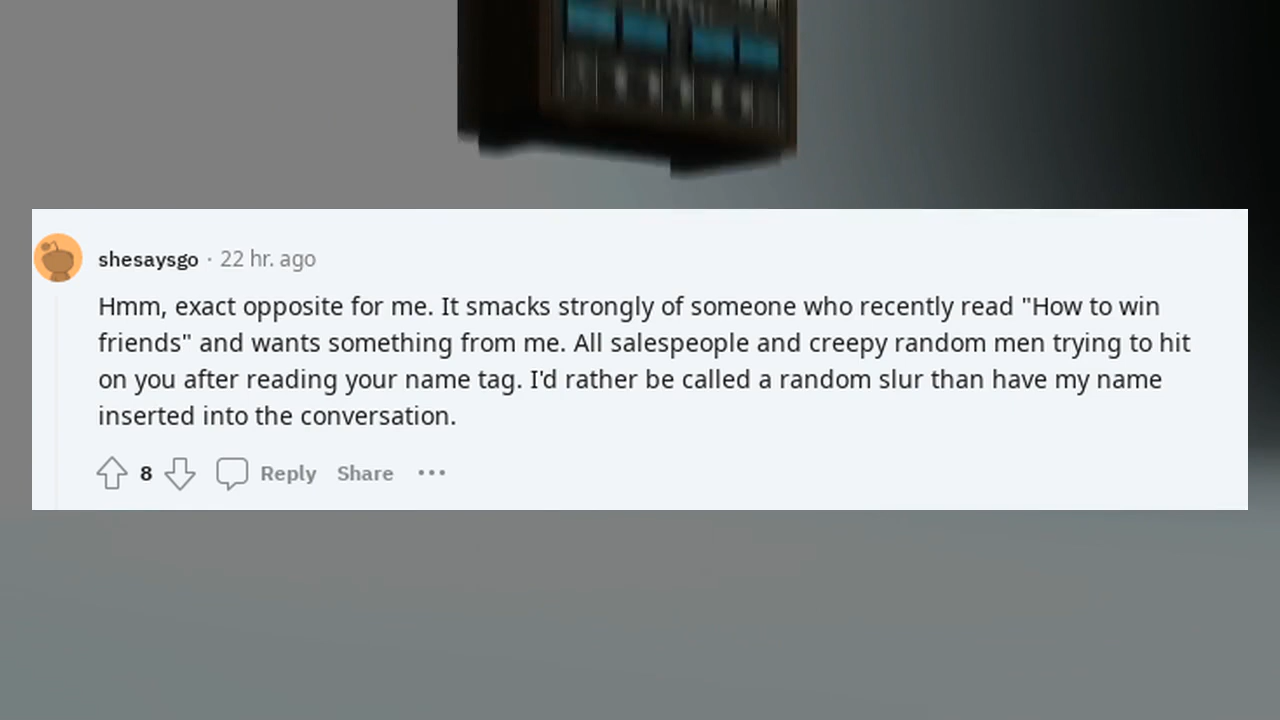 shesaysgo · 22 hr. ago
Hmm, exact opposite for me. It smacks strongly of someone who recently read "How to win
friends" and wants something from me. All salespeople and creepy random men trying to hit
on you after reading your name tag. I'd rather be called a random slur than have my name
inserted into the conversation.
8 Reply Share ···